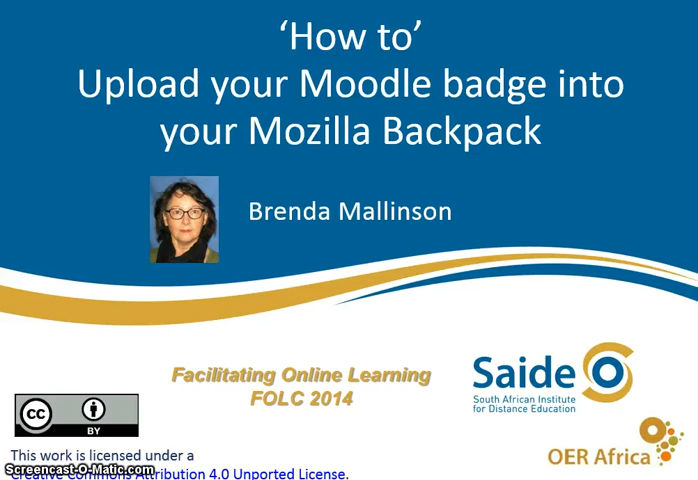 ‘How to’
Upload your Moodle badge into
your Mozilla Backpack
Brenda Mallinson
Facilitating Online Learning
FOLC 2014
Saide
South African Institute
for Distance Education
cc
BY
OER Africa
This work is licensed under a
Screencast-O-Matic.com
Creative Commons Attribution 4.0 Unported License.